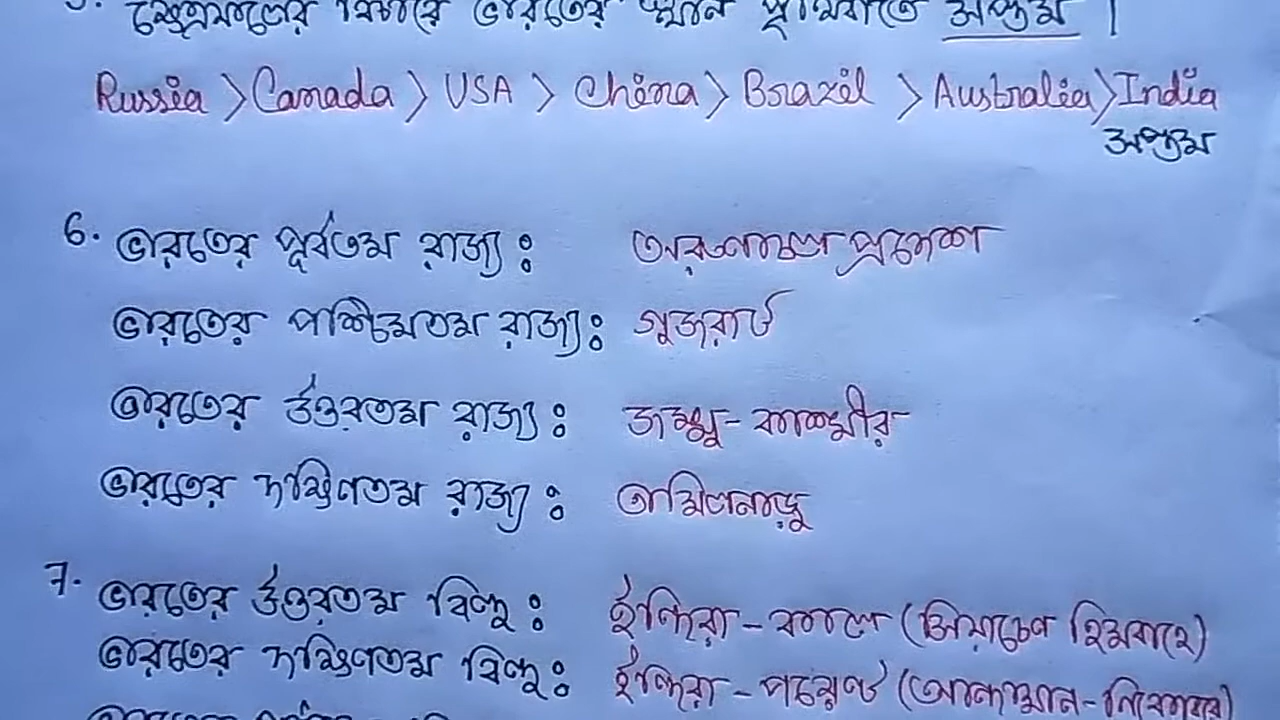 5. ক্ষেত্রমানের বিচারে ভারতের স্থান পৃথিবীতে সপ্তম ।
Russia > Canada > USA > China > Brazil > Australia > India
সপ্তম
6. ভারতের পূর্বতম রাজ্য : অরুণাচল প্রদেশ
ভারতের পশ্চিমতম রাজ্য : গুজরাট
ভারতের উত্তরতম রাজ্য : জম্মু - কাশ্মীর
ভারতের দক্ষিণতম রাজ্য : তামিলনাড়ু
7. ভারতের উত্তরতম বিন্দু : ইন্দিরা - কল (সিয়াচেন হিমবাহে)
ভারতের দক্ষিণতম বিন্দু : ইন্দিরা - পয়েন্ট (আন্দামান - নিকোবর)